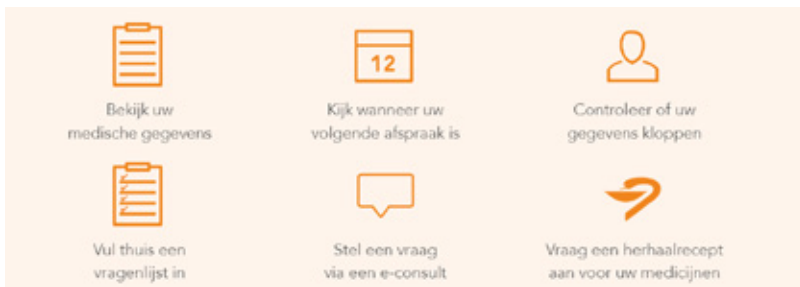 12
Bekijk uw
medische gegevens
Kijk wanneer uw
volgende afspraak is
Controleer of uw
gegevens kloppen
Vul thuis een
vragenlijst in
Stel een vraag
via een e-consult
Vraag een herhaalrecept
aan voor uw medicijnen